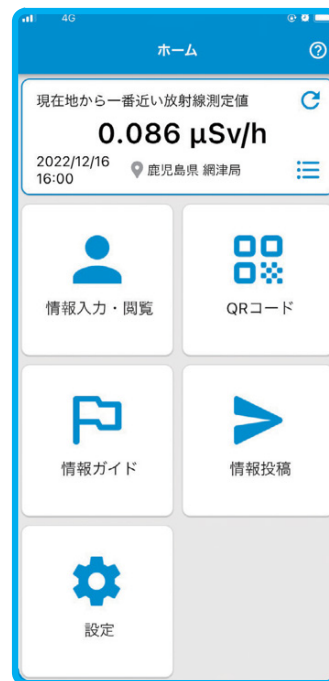 4G
ホーム
現在地から一番近い放射線測定値
0.086 μSv/h
2022/12/16
16:00
鹿児島県 網津局
情報入力・閲覧
QRコード
情報ガイド
情報投稿
設定